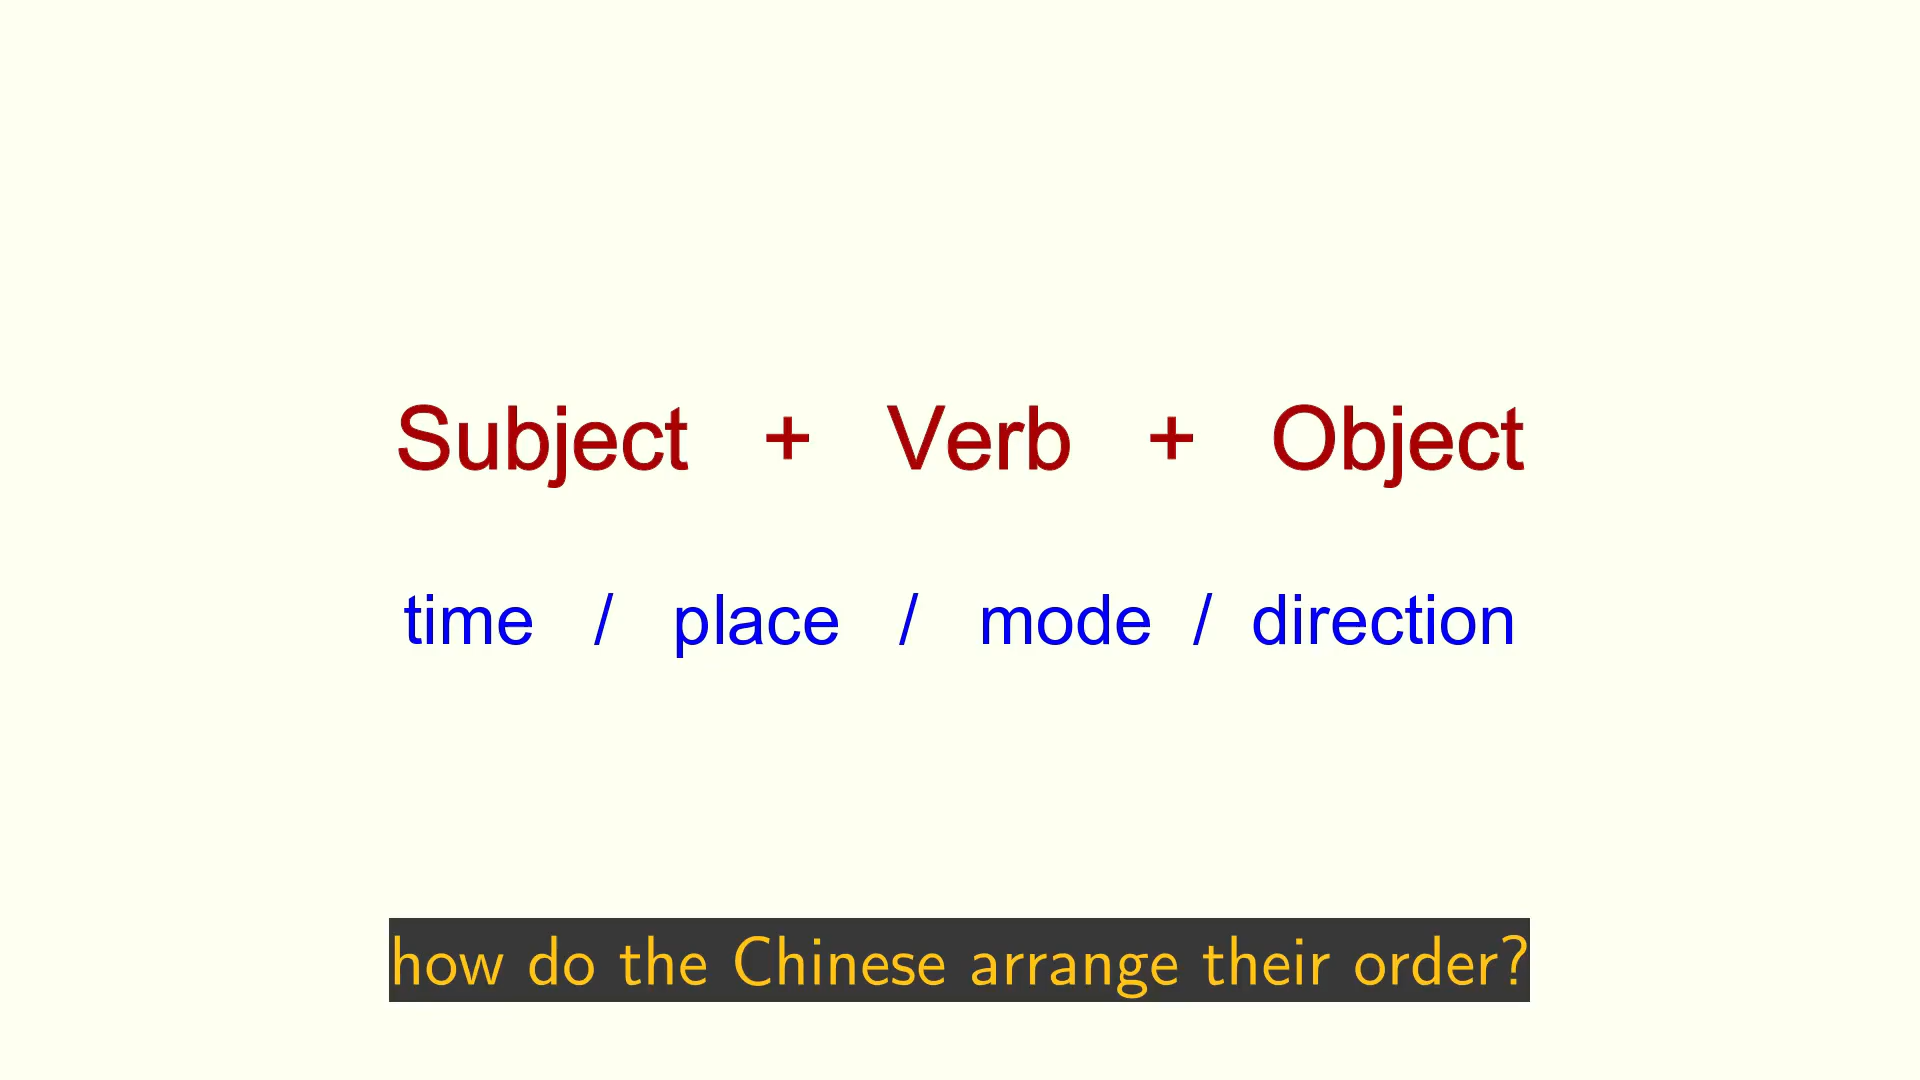 Subject + Verb + Object
time / place / mode / direction
how do the Chinese arrange their order?